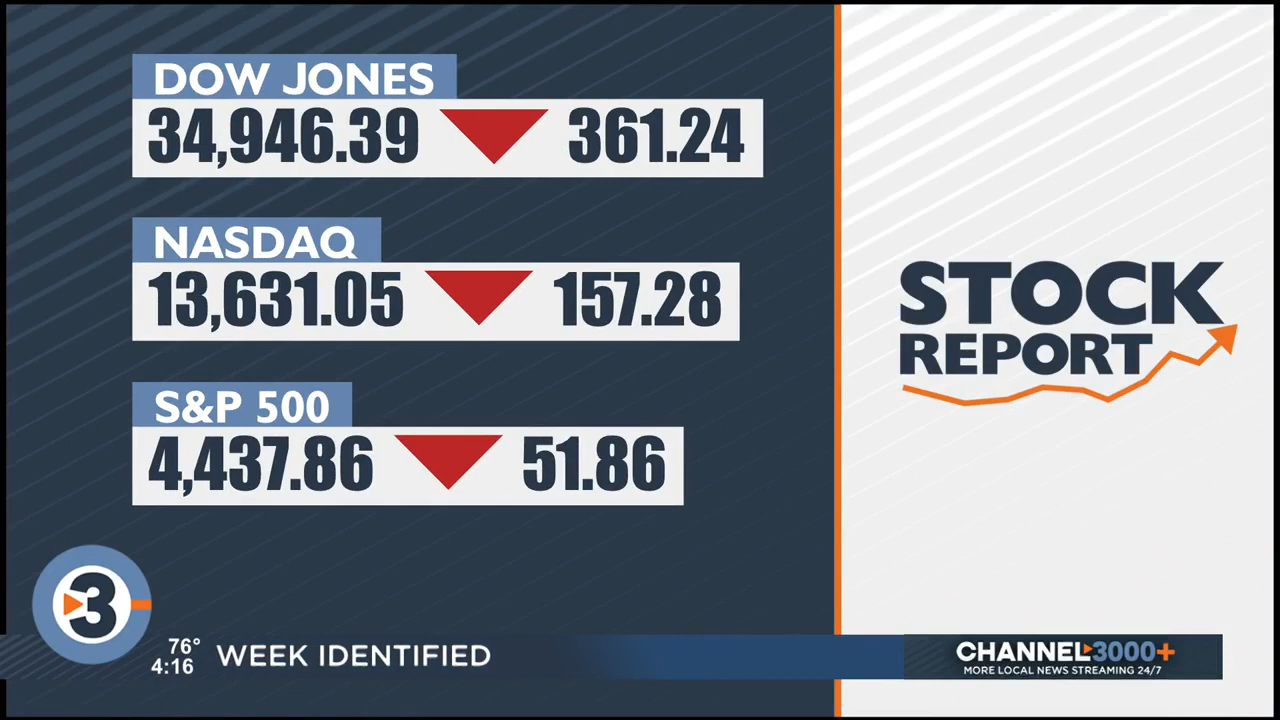 DOW JONES
34,946.39 361.24
NASDAQ
13,631.05 157.28
S&P 500
4,437.86 51.86
STOCK
REPORT
3
76°
4:16
WEEK IDENTIFIED
CHANNEL3000+
MORE LOCAL NEWS STREAMING 24/7